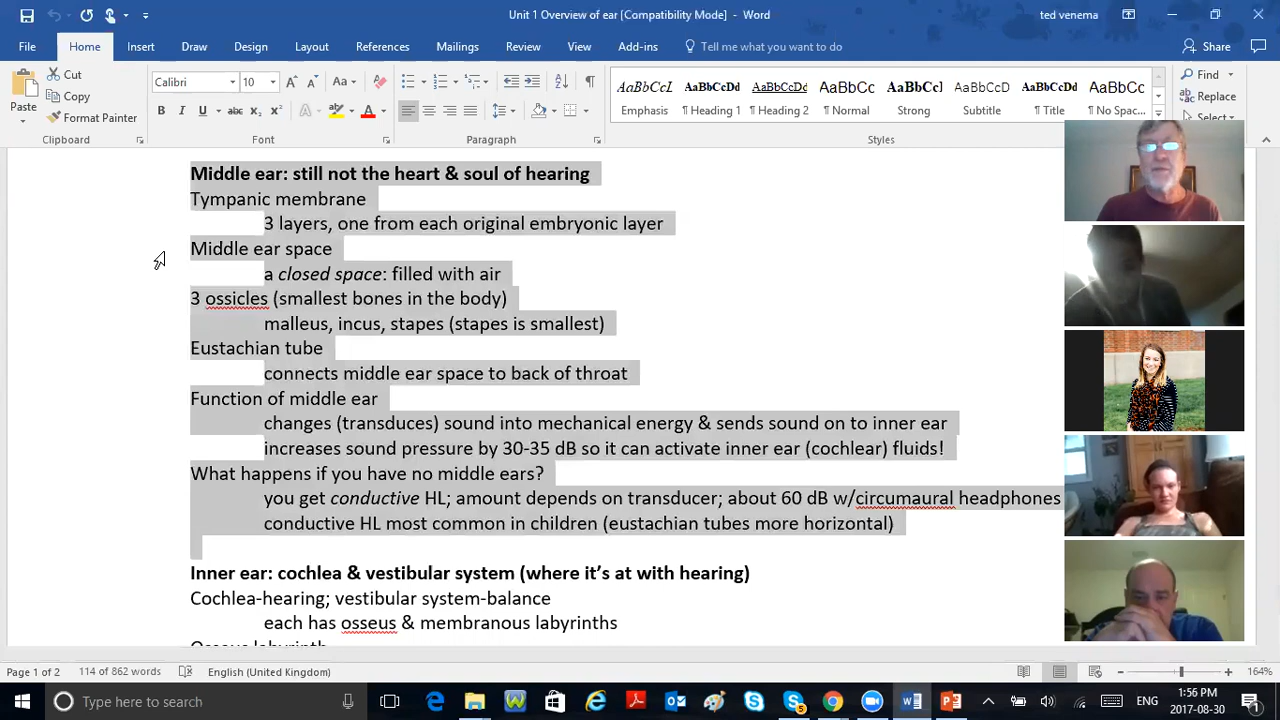 Unit 1 Overview of ear [Compatibility Mode] - Word
ted venema
File Home Insert Draw Design Layout References Mailings Review View Add-ins Tell me what you want to do Share
Paste
Cut
Copy
Format Painter
Clipboard
Calibri 10
Font
Paragraph
AaBbCcL AaBbCcDd AaBbCcDd AaBbCc AaBbCcl AaBbCcDd AaBbCcDd AaBbCc
Emphasis ¶ Heading 1 ¶ Heading 2 ¶ Normal Strong Subtitle ¶ Title ¶ No Spac...
Styles
Find
Replace
Select
Middle ear: still not the heart & soul of hearing
Tympanic membrane
3 layers, one from each original embryonic layer
Middle ear space
a closed space: filled with air
3 ossicles (smallest bones in the body)
malleus, incus, stapes (stapes is smallest)
Eustachian tube
connects middle ear space to back of throat
Function of middle ear
changes (transduces) sound into mechanical energy & sends sound on to inner ear
increases sound pressure by 30-35 dB so it can activate inner ear (cochlear) fluids!
What happens if you have no middle ears?
you get conductive HL; amount depends on transducer; about 60 dB w/circumaural headphones
conductive HL most common in children (eustachian tubes more horizontal)
Inner ear: cochlea & vestibular system (where it's at with hearing)
Cochlea-hearing; vestibular system-balance
each has osseus & membranous labyrinths
Osseus labyrinth
Page 1 of 2 114 of 862 words English (United Kingdom) 164%
Type here to search
ENG
1:56 PM
2017-08-30